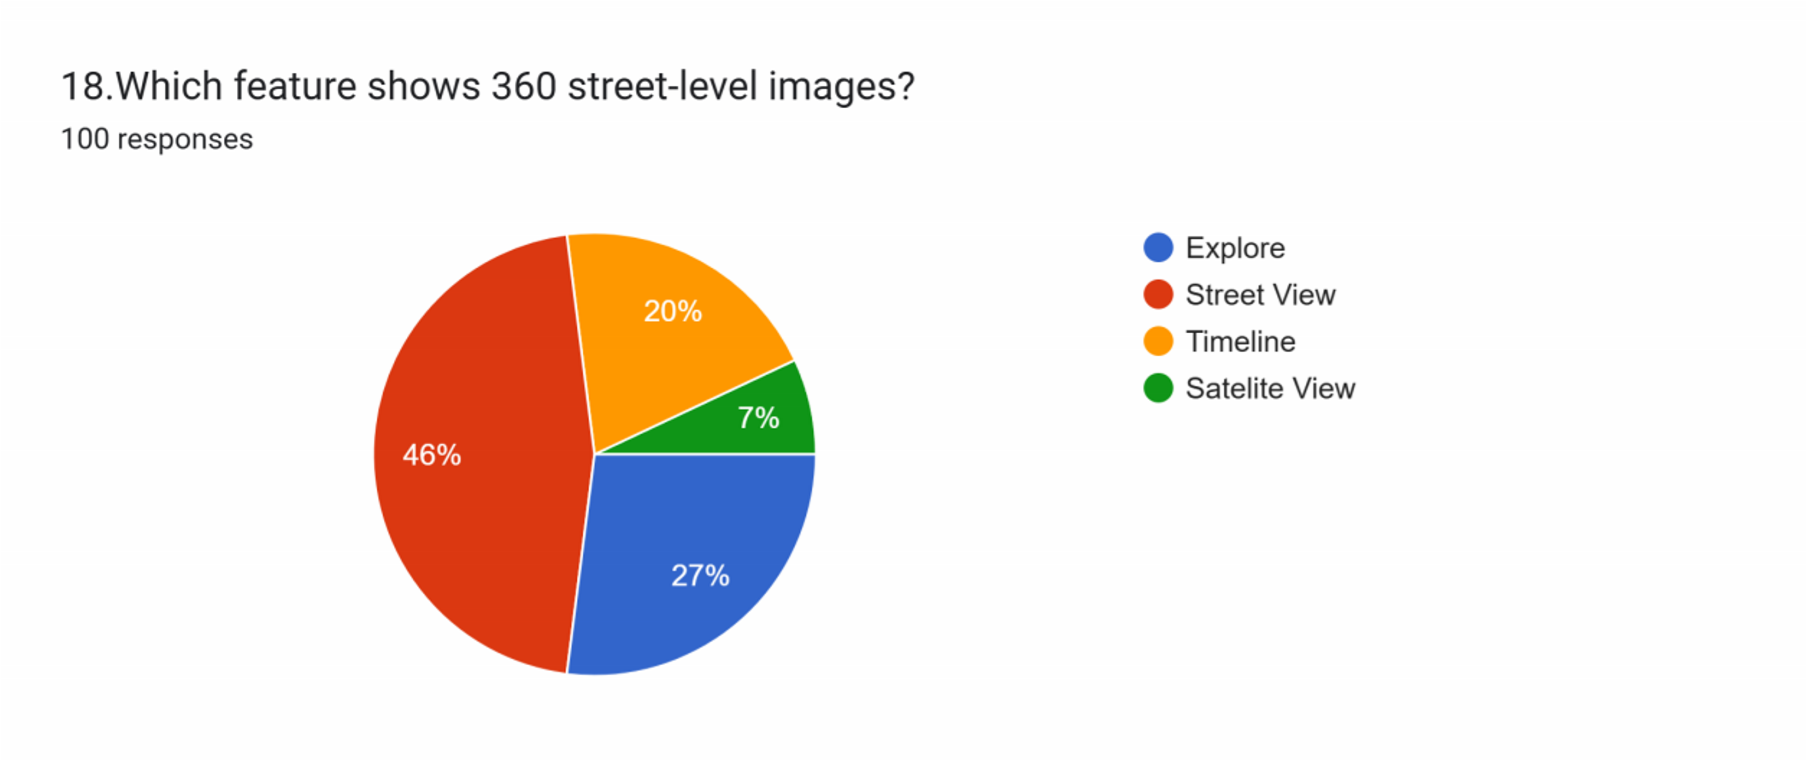 18.Which feature shows 360 street-level images?
100 responses
Explore
Street View
Timeline
Satelite View
20%
7%
46%
27%